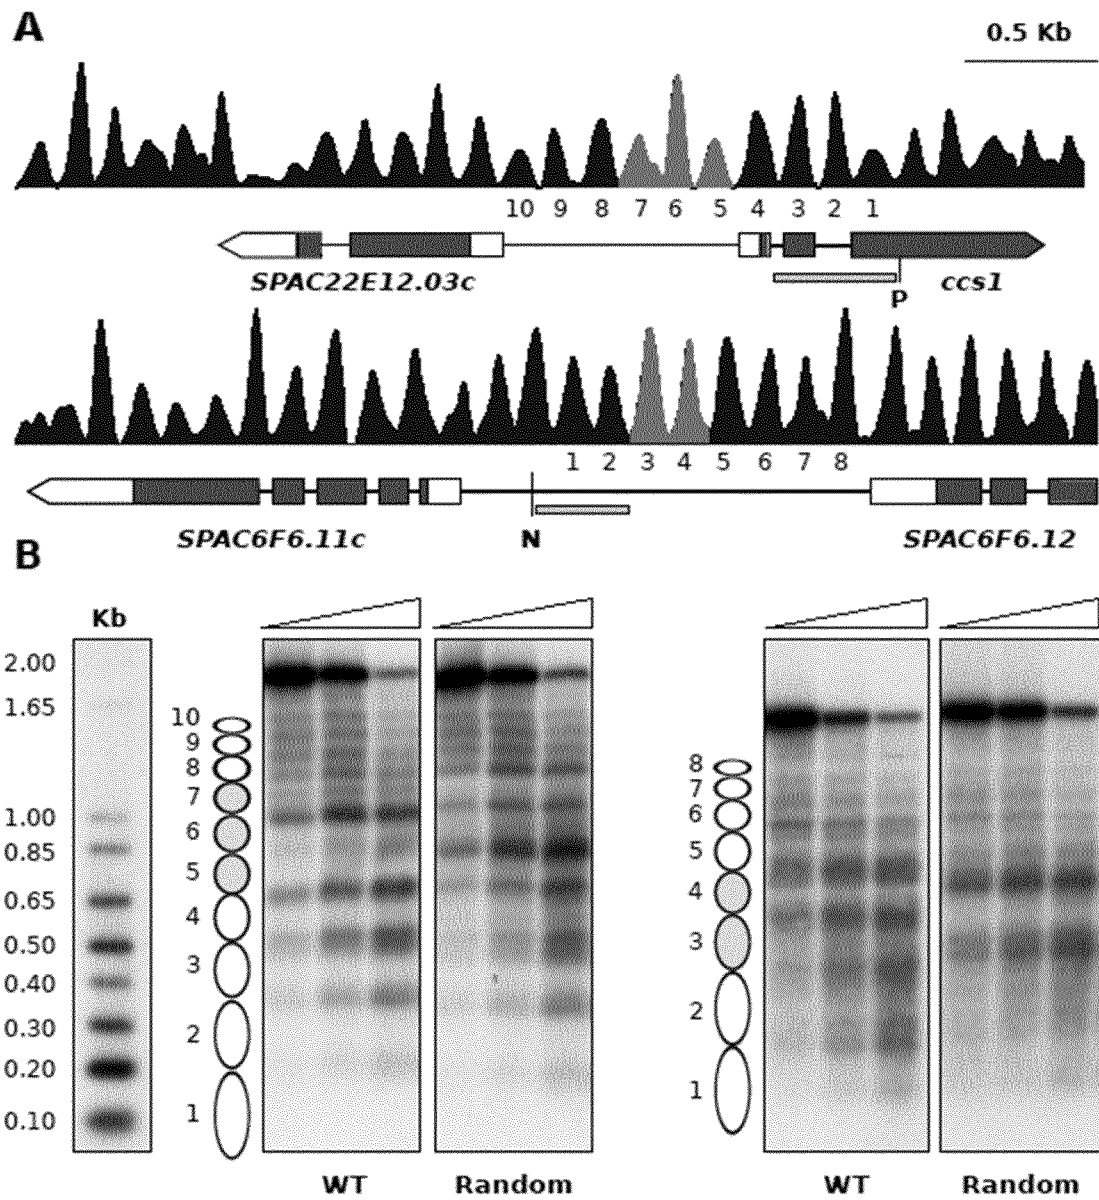 A
0.5 Kb
10 9 8 7 6 5 4 3 2 1
SPAC22E12.03c ccs1
P
1 2 3 4 5 6 7 8
SPAC6F6.11c N SPAC6F6.12
B
Kb
2.00
1.65
1.00
0.85
0.65
0.50
0.40
0.30
0.20
0.10
10
9
8
7
6
5
4
3
2
1
8
7
6
5
4
3
2
1
WT Random WT Random